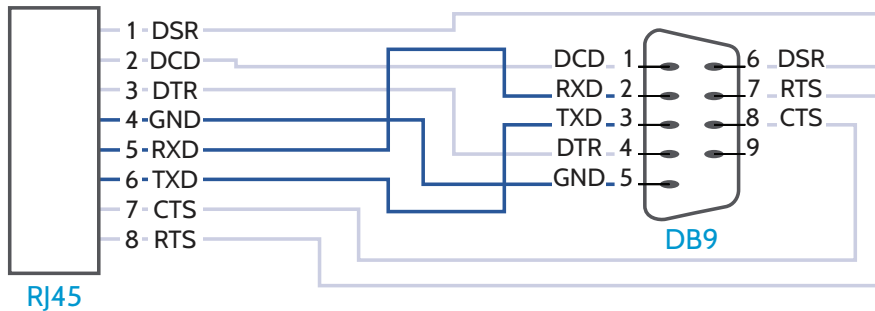 1 DSR
2 DCD
3 DTR
4 GND
5 RXD
6 TXD
7 CTS
8 RTS
RJ45
DCD 1
RXD 2
TXD 3
DTR 4
GND 5
6 DSR
7 RTS
8 CTS
9
DB9